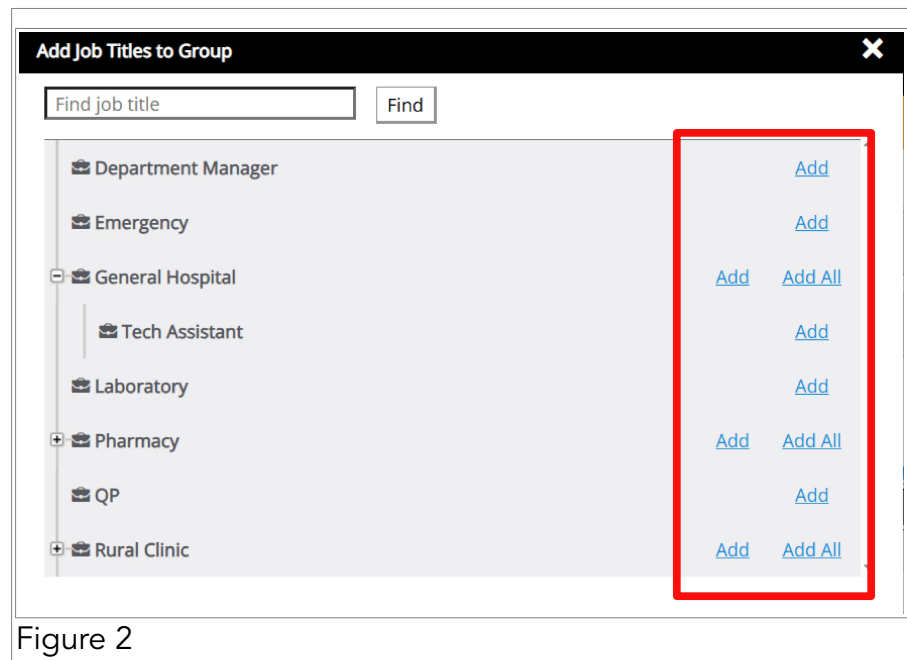 Add Job Titles to Group
Find job title Find
Department Manager Add
Emergency Add
General Hospital Add Add All
Tech Assistant Add
Laboratory Add
Pharmacy Add Add All
QP Add
Rural Clinic Add Add All
Figure 2